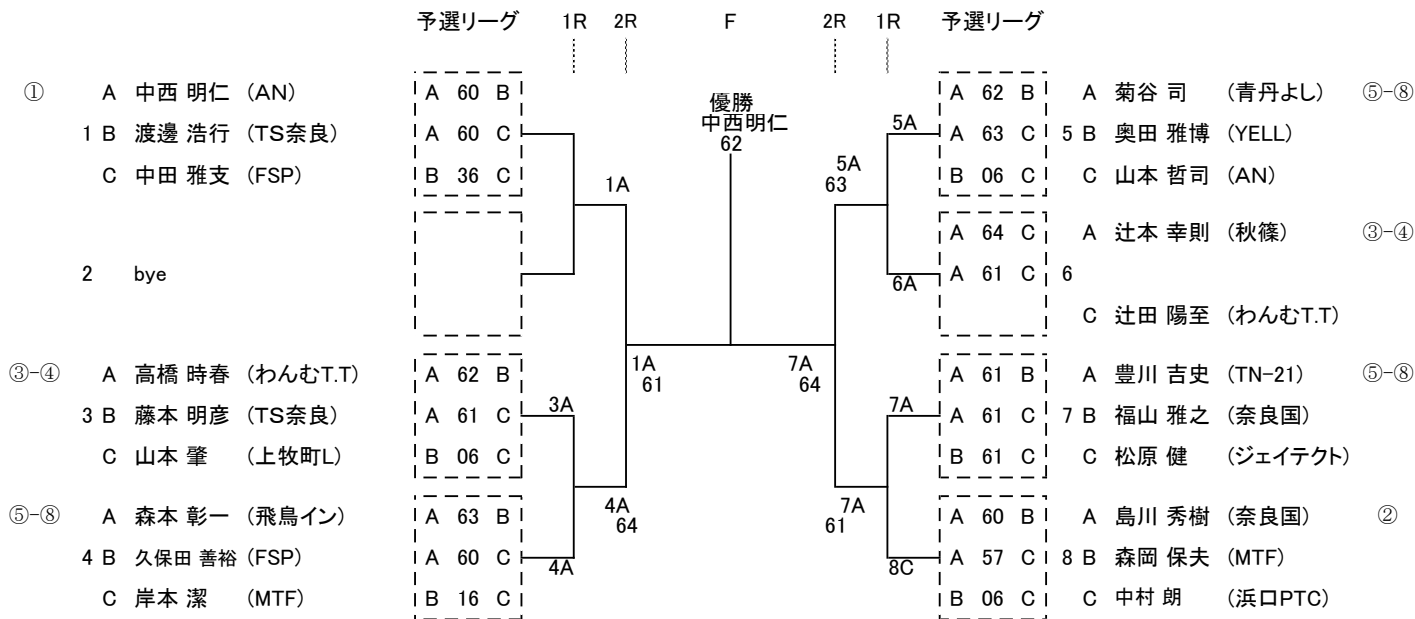 予選リーグ 1R 2R F 2R 1R 予選リーグ
① A 中西 明仁 (AN) A 60 B A 62 B A 菊谷 司 (青丹よし) ⑤-⑧
優勝
中西明仁
62
1 B 渡邊 浩行 (TS奈良) A 60 C 5A A 63 C 5 B 奥田 雅博 (YELL)
C 中田 雅支 (FSP) B 36 C 1A 5A B 06 C C 山本 哲司 (AN)
63
A 64 C A 辻本 幸則 (秋篠) ③-④
2 bye 6A A 61 C 6
C 辻田 陽至 (わんむT.T)
③-④ A 高橋 時春 (わんむT.T) A 62 B 1A 7A A 61 B A 豊川 吉史 (TN-21) ⑤-⑧
61 64
3 B 藤本 明彦 (TS奈良) A 61 C 3A 7A A 61 C 7 B 福山 雅之 (奈良国)
C 山本 肇 (上牧町L) B 06 C B 61 C C 松原 健 (ジェイテクト)
⑤-⑧ A 森本 彰一 (飛鳥イン) A 63 B 4A 7A A 60 B A 島川 秀樹 (奈良国) ②
64 61
4 B 久保田 善裕 (FSP) A 60 C 4A 8C A 57 C 8 B 森岡 保夫 (MTF)
C 岸本 潔 (MTF) B 16 C B 06 C C 中村 朗 (浜口PTC)